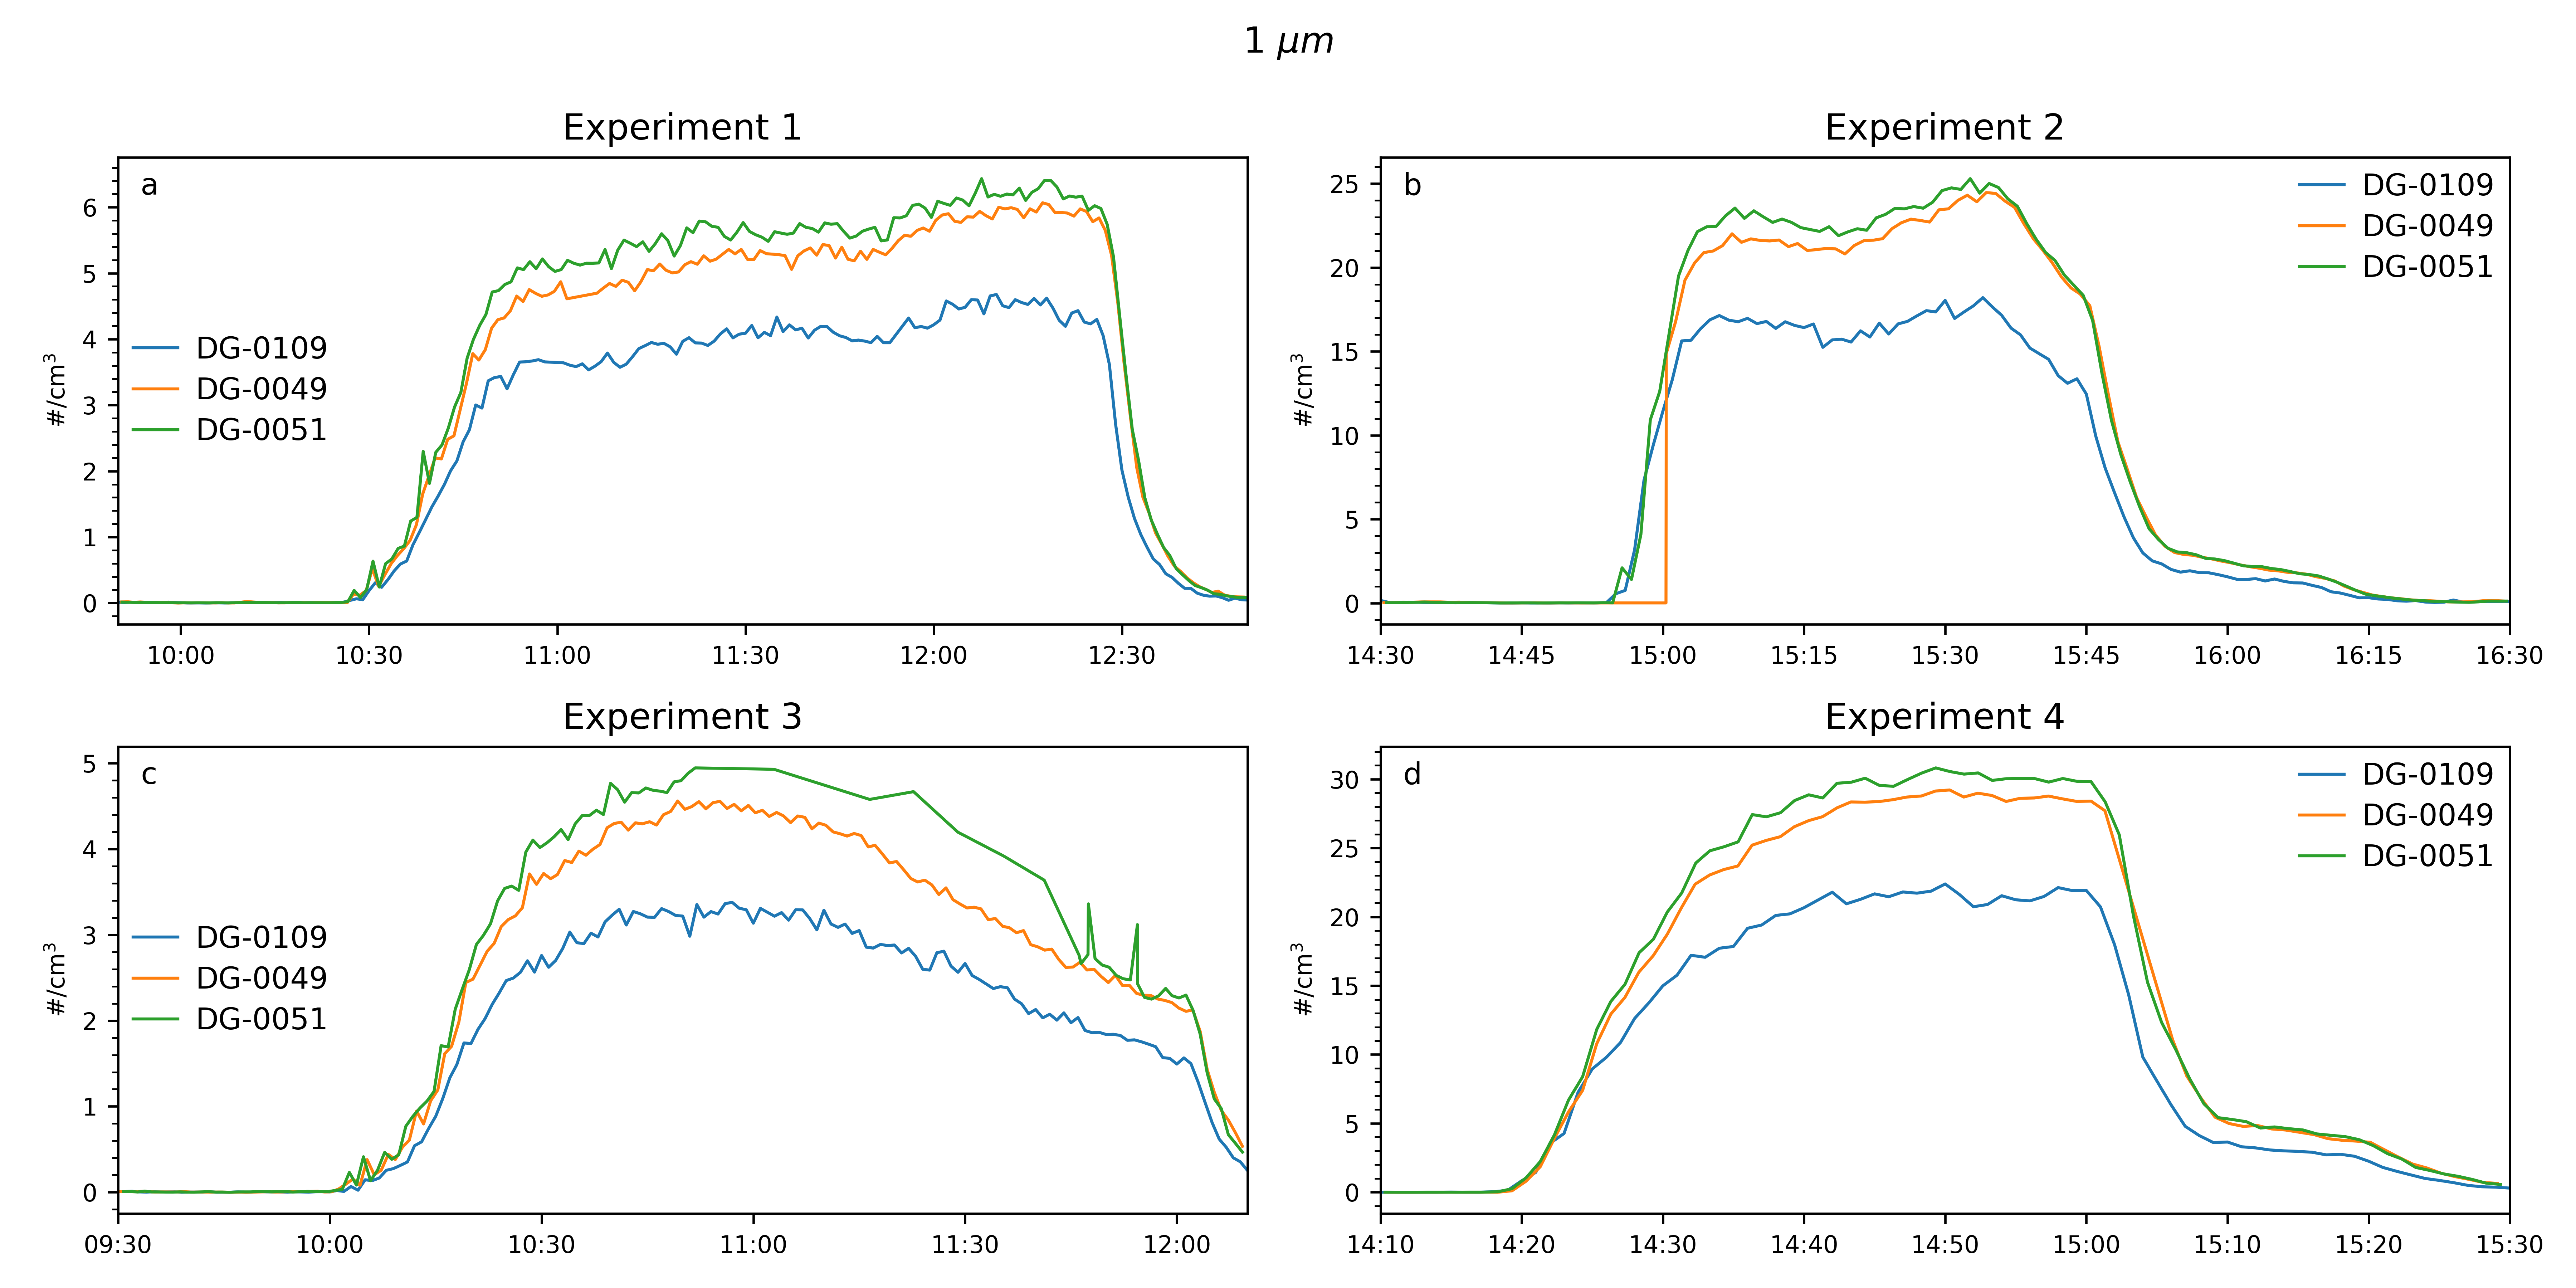 1 μm
Experiment 1
a
6
5
4
3
2
1
0
#/cm³
DG-0109
DG-0049
DG-0051
10:00 10:30 11:00 11:30 12:00 12:30
Experiment 2
b
25
20
15
10
5
0
#/cm³
DG-0109
DG-0049
DG-0051
14:30 14:45 15:00 15:15 15:30 15:45 16:00 16:15 16:30
Experiment 3
c
5
4
3
2
1
0
#/cm³
DG-0109
DG-0049
DG-0051
09:30 10:00 10:30 11:00 11:30 12:00
Experiment 4
d
30
25
20
15
10
5
0
#/cm³
DG-0109
DG-0049
DG-0051
14:10 14:20 14:30 14:40 14:50 15:00 15:10 15:20 15:30